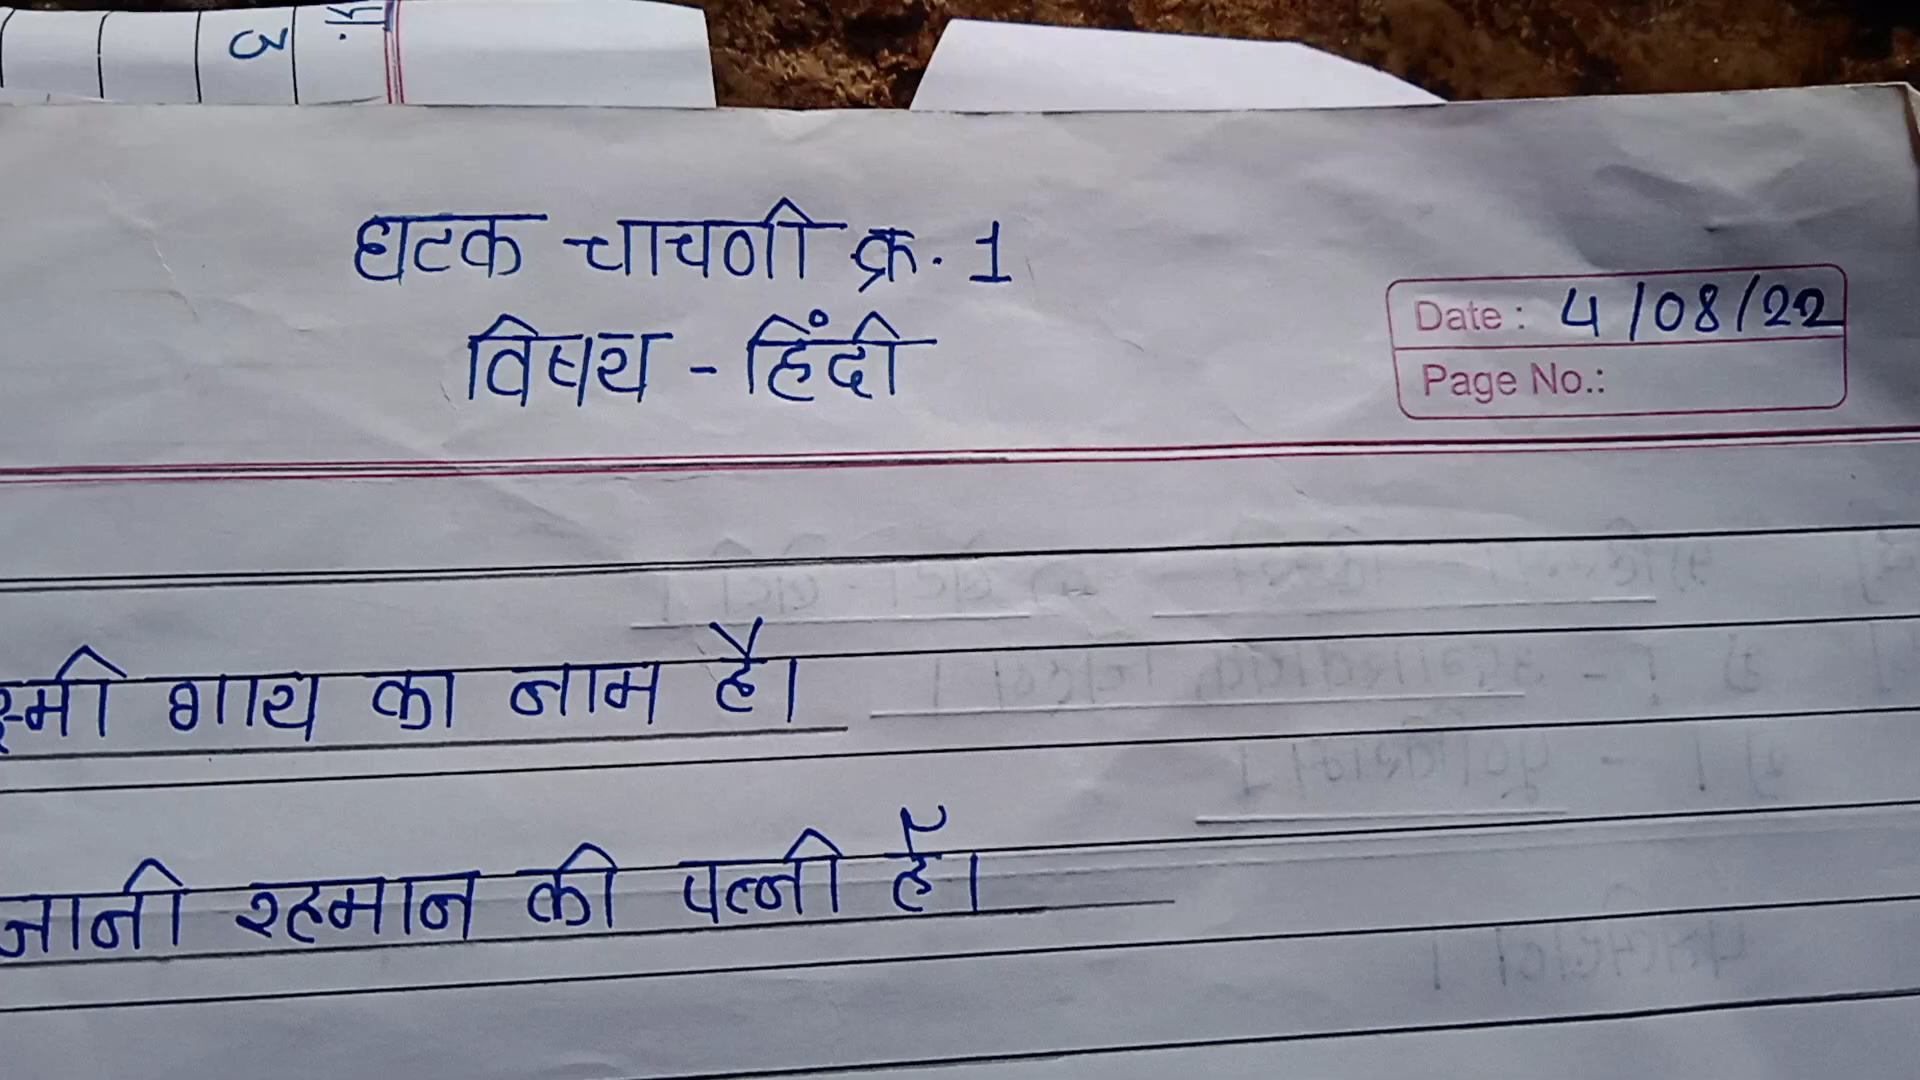 घटक चाचणी क्र. 1
विषय - हिंदी
Date : 4/08/22
Page No.:
गाय का नाम है।
रहमान की पत्नी है।